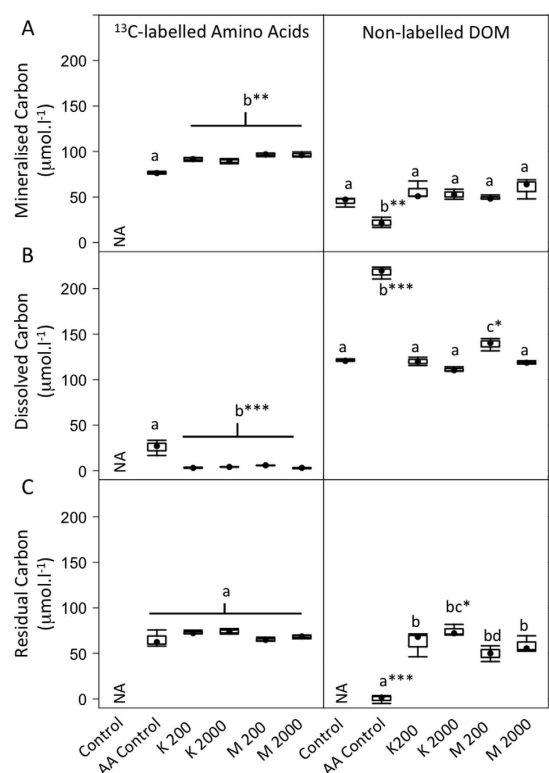 A
¹³C-labelled Amino Acids
Non-labelled DOM
Mineralised Carbon
(µmol.l⁻¹)
200
150
100
50
0
NA
a
b**
a
b**
a
a
a
a
B
Dissolved Carbon
(µmol.l⁻¹)
200
150
100
50
0
NA
a
b***
a
b***
a
a
c*
a
C
Residual Carbon
(µmol.l⁻¹)
200
150
100
50
0
NA
a
NA
a***
b
bc*
bd
b
Control
AA Control
K 200
K 2000
M 200
M 2000
Control
AA Control
K200
K 2000
M 200
M 2000